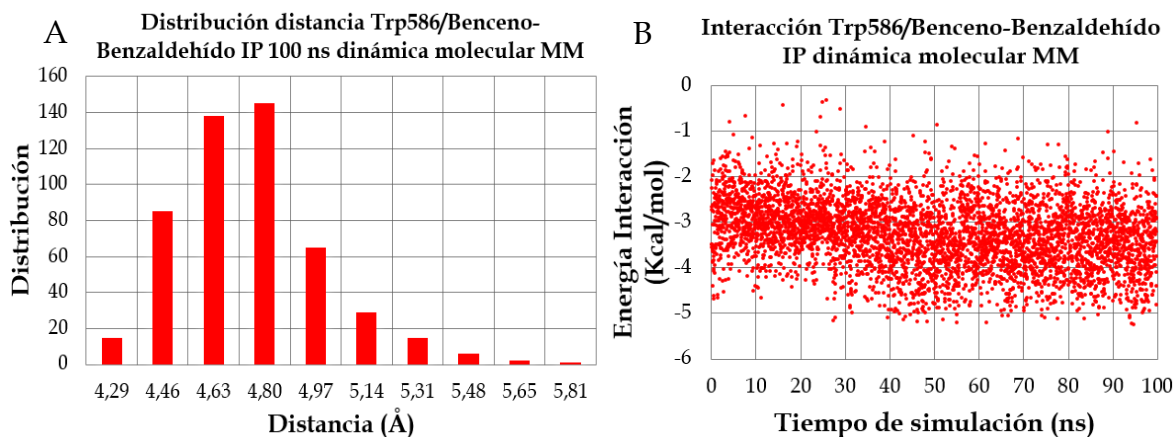 A
Distribución distancia Trp586/Benceno-
Benzaldehído IP 100 ns dinámica molecular MM
Distribución
160
140
120
100
80
60
40
20
0
4,29 4,46 4,63 4,80 4,97 5,14 5,31 5,48 5,65 5,81
Distancia (Å)
B
Interacción Trp586/Benceno-Benzaldehído
IP dinámica molecular MM
Energía Interacción
(Kcal/mol)
0
-1
-2
-3
-4
-5
-6
0 10 20 30 40 50 60 70 80 90 100
Tiempo de simulación (ns)